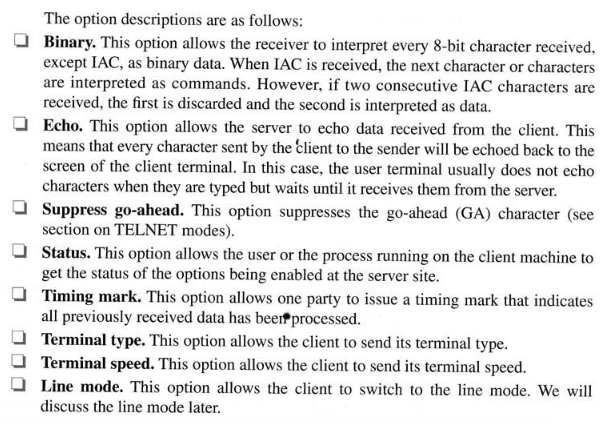 The option descriptions are as follows:
Binary. This option allows the receiver to interpret every 8-bit character received,
except IAC, as binary data. When IAC is received, the next character or characters
are interpreted as commands. However, if two consecutive IAC characters are
received, the first is discarded and the second is interpreted as data.
Echo. This option allows the server to echo data received from the client. This
means that every character sent by the client to the sender will be echoed back to the
screen of the client terminal. In this case, the user terminal usually does not echo
characters when they are typed but waits until it receives them from the server.
Suppress go-ahead. This option suppresses the go-ahead (GA) character (see
section on TELNET modes).
Status. This option allows the user or the process running on the client machine to
get the status of the options being enabled at the server site.
Timing mark. This option allows one party to issue a timing mark that indicates
all previously received data has been processed.
Terminal type. This option allows the client to send its terminal type.
Terminal speed. This option allows the client to send its terminal speed.
Line mode. This option allows the client to switch to the line mode. We will
discuss the line mode later.